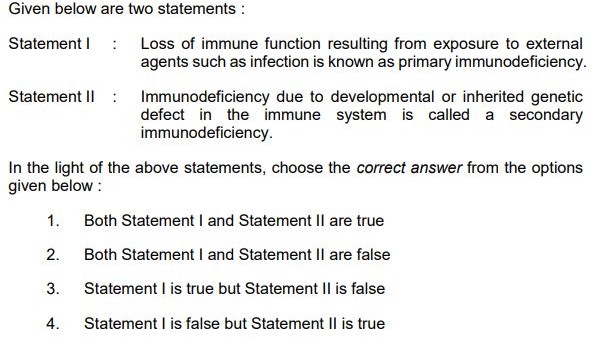 Given below are two statements :
Statement I : Loss of immune function resulting from exposure to external
agents such as infection is known as primary immunodeficiency.
Statement II : Immunodeficiency due to developmental or inherited genetic
defect in the immune system is called a secondary
immunodeficiency.
In the light of the above statements, choose the correct answer from the options
given below :
1. Both Statement I and Statement II are true
2. Both Statement I and Statement II are false
3. Statement I is true but Statement II is false
4. Statement I is false but Statement II is true